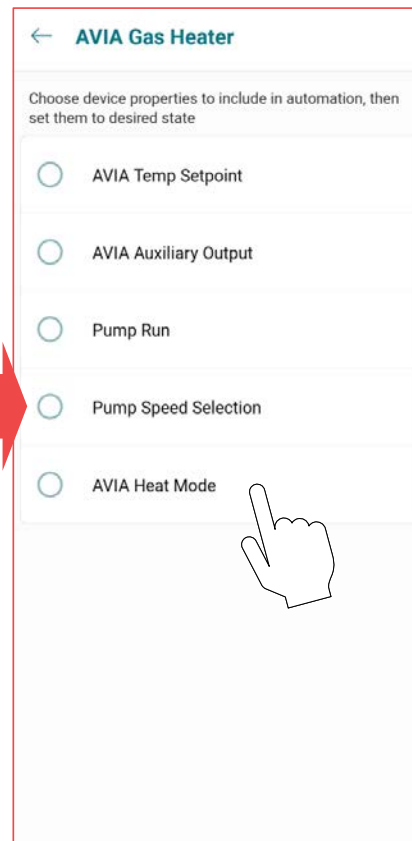 AVIA Gas Heater
Choose device properties to include in automation, then
set them to desired state
AVIA Temp Setpoint
AVIA Auxiliary Output
Pump Run
Pump Speed Selection
AVIA Heat Mode